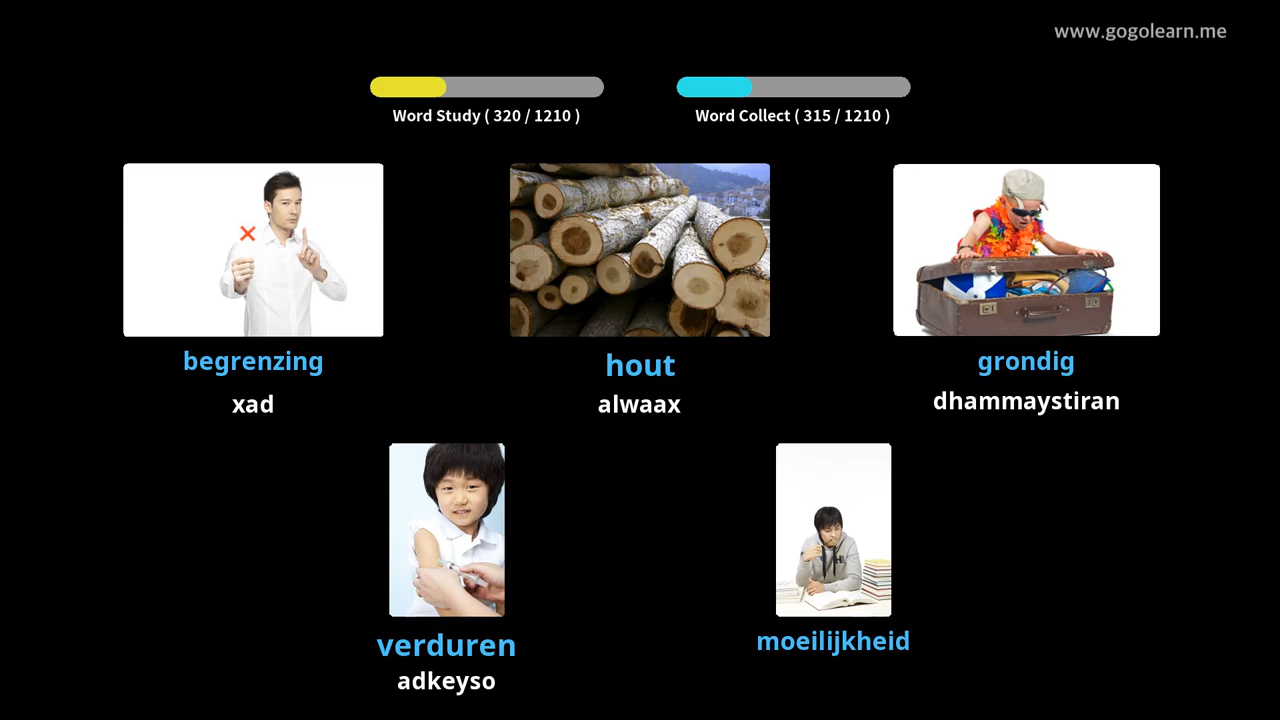 www.gogolearn.me
Word Study ( 320 / 1210 )
Word Collect ( 315 / 1210 )
begrenzing
xad
hout
alwaax
grondig
dhammaystiran
verduren
adkeyso
moeilijkheid